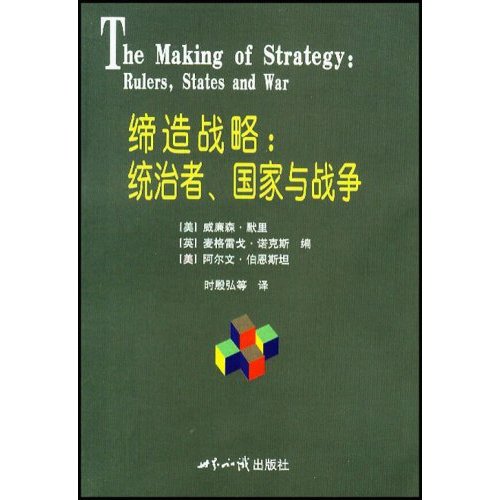 The Making of Strategy:
Rulers, States and War
缔造战略：
统治者、国家与战争
[美] 威廉森·默里
[英] 麦格雷戈·诺克斯 编
[美] 阿尔文·伯恩斯坦
时殷弘等 译
世界知识出版社